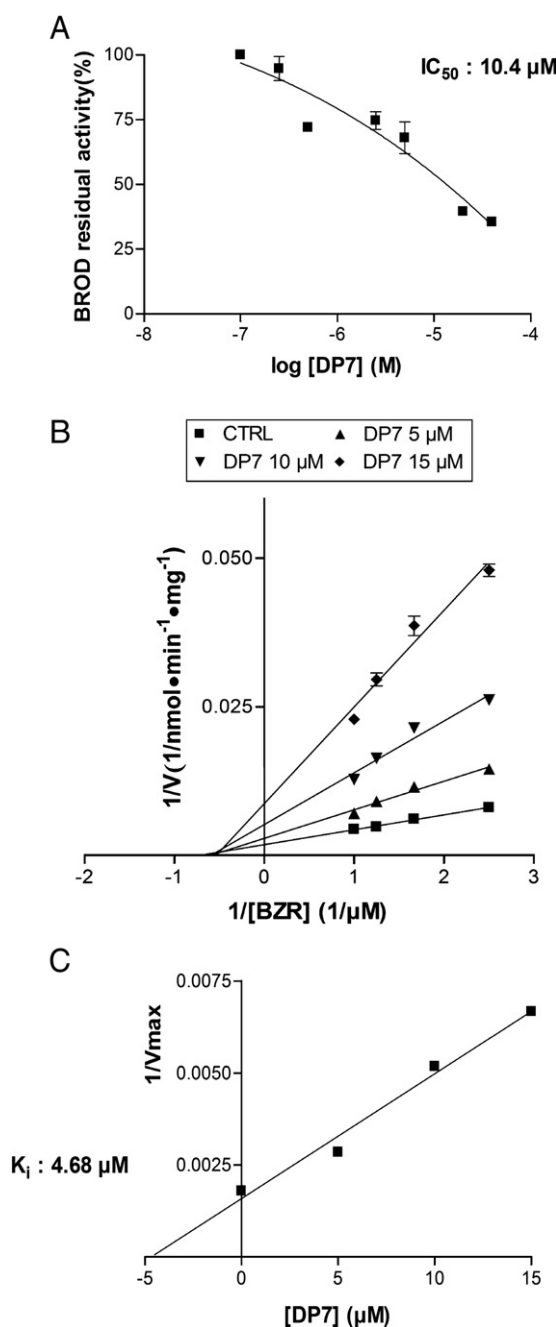 A
BROD residual activity(%)
IC50 : 10.4 µM
100
75
50
25
0
-8 -7 -6 -5 -4
log [DP7] (M)
B
CTRL DP7 5 µM
DP7 10 µM DP7 15 µM
1/V(1/nmol•min⁻¹•mg⁻¹)
0.050
0.025
-2 -1 0 1 2 3
1/[BZR] (1/µM)
C
1/Vmax
0.0075
0.0050
0.0025
Ki : 4.68 µM
-5 0 5 10 15
[DP7] (µM)